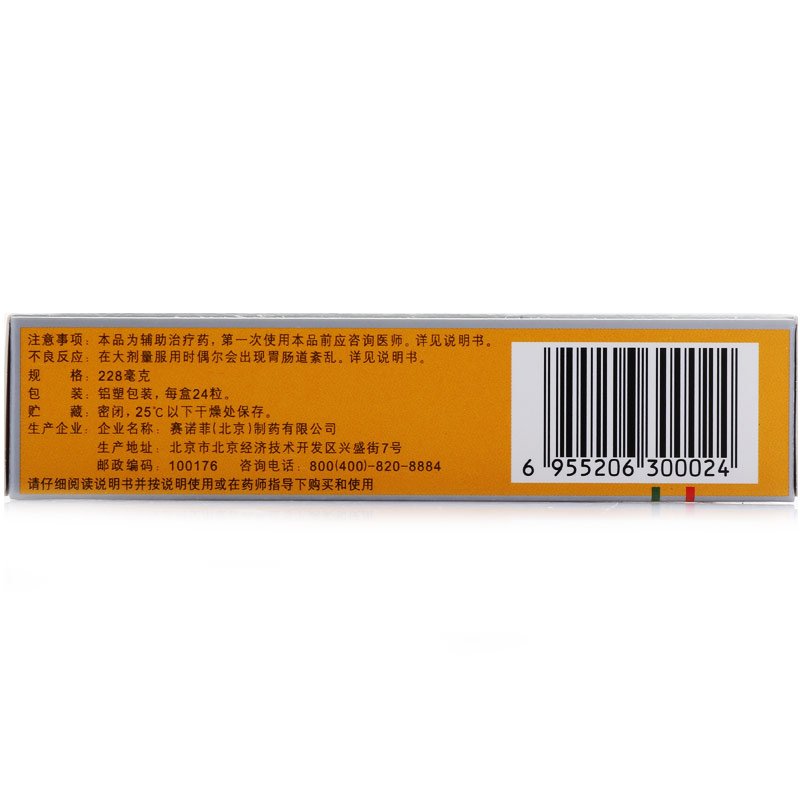 注意事项：本品为辅助治疗药，第一次使用本品前应咨询医师。详见说明书。
不良反应：在大剂量服用时偶尔会出现胃肠道紊乱。详见说明书。
规 格：228毫克
包 装：铝塑包装，每盒24粒。
贮 藏：密闭，25℃以下干燥处保存。
生产企业：企业名称：赛诺菲(北京)制药有限公司
生产地址：北京市北京经济技术开发区兴盛街7号
邮政编码：100176 咨询电话：800(400)-820-8884
请仔细阅读说明书并按说明使用或在药师指导下购买和使用
6 955206 300024